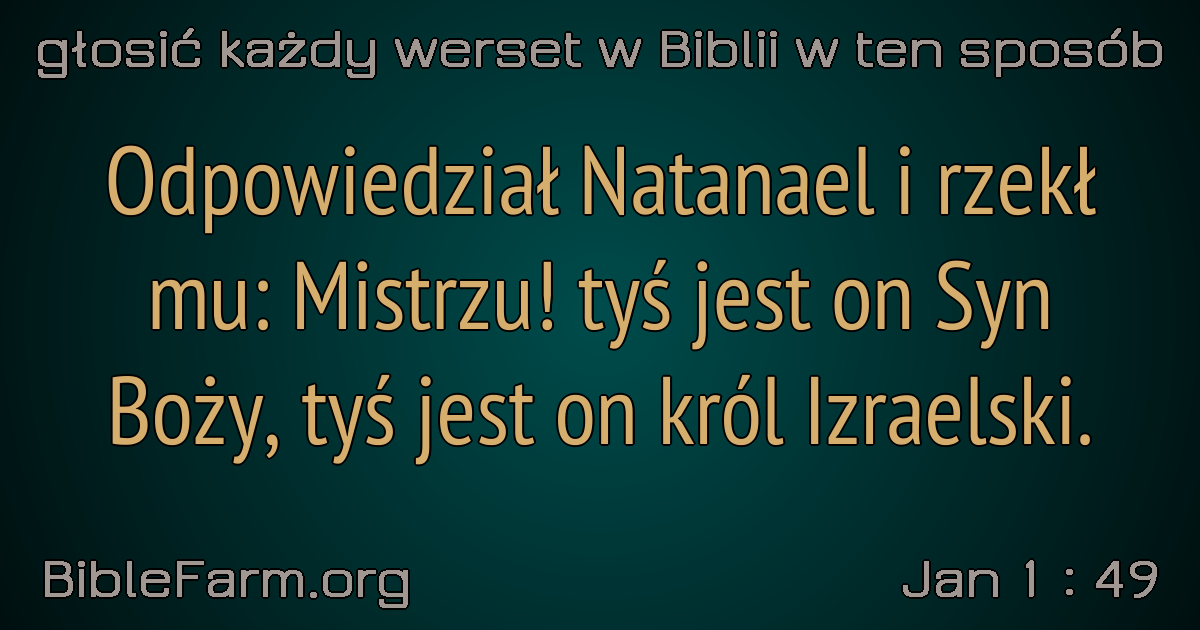 głosić każdy werset w Biblii w ten sposób
Odpowiedział Natanael i rzekł
mu: Mistrzu! tyś jest on Syn
Boży, tyś jest on król Izraelski.
BibleFarm.org
Jan 1 : 49